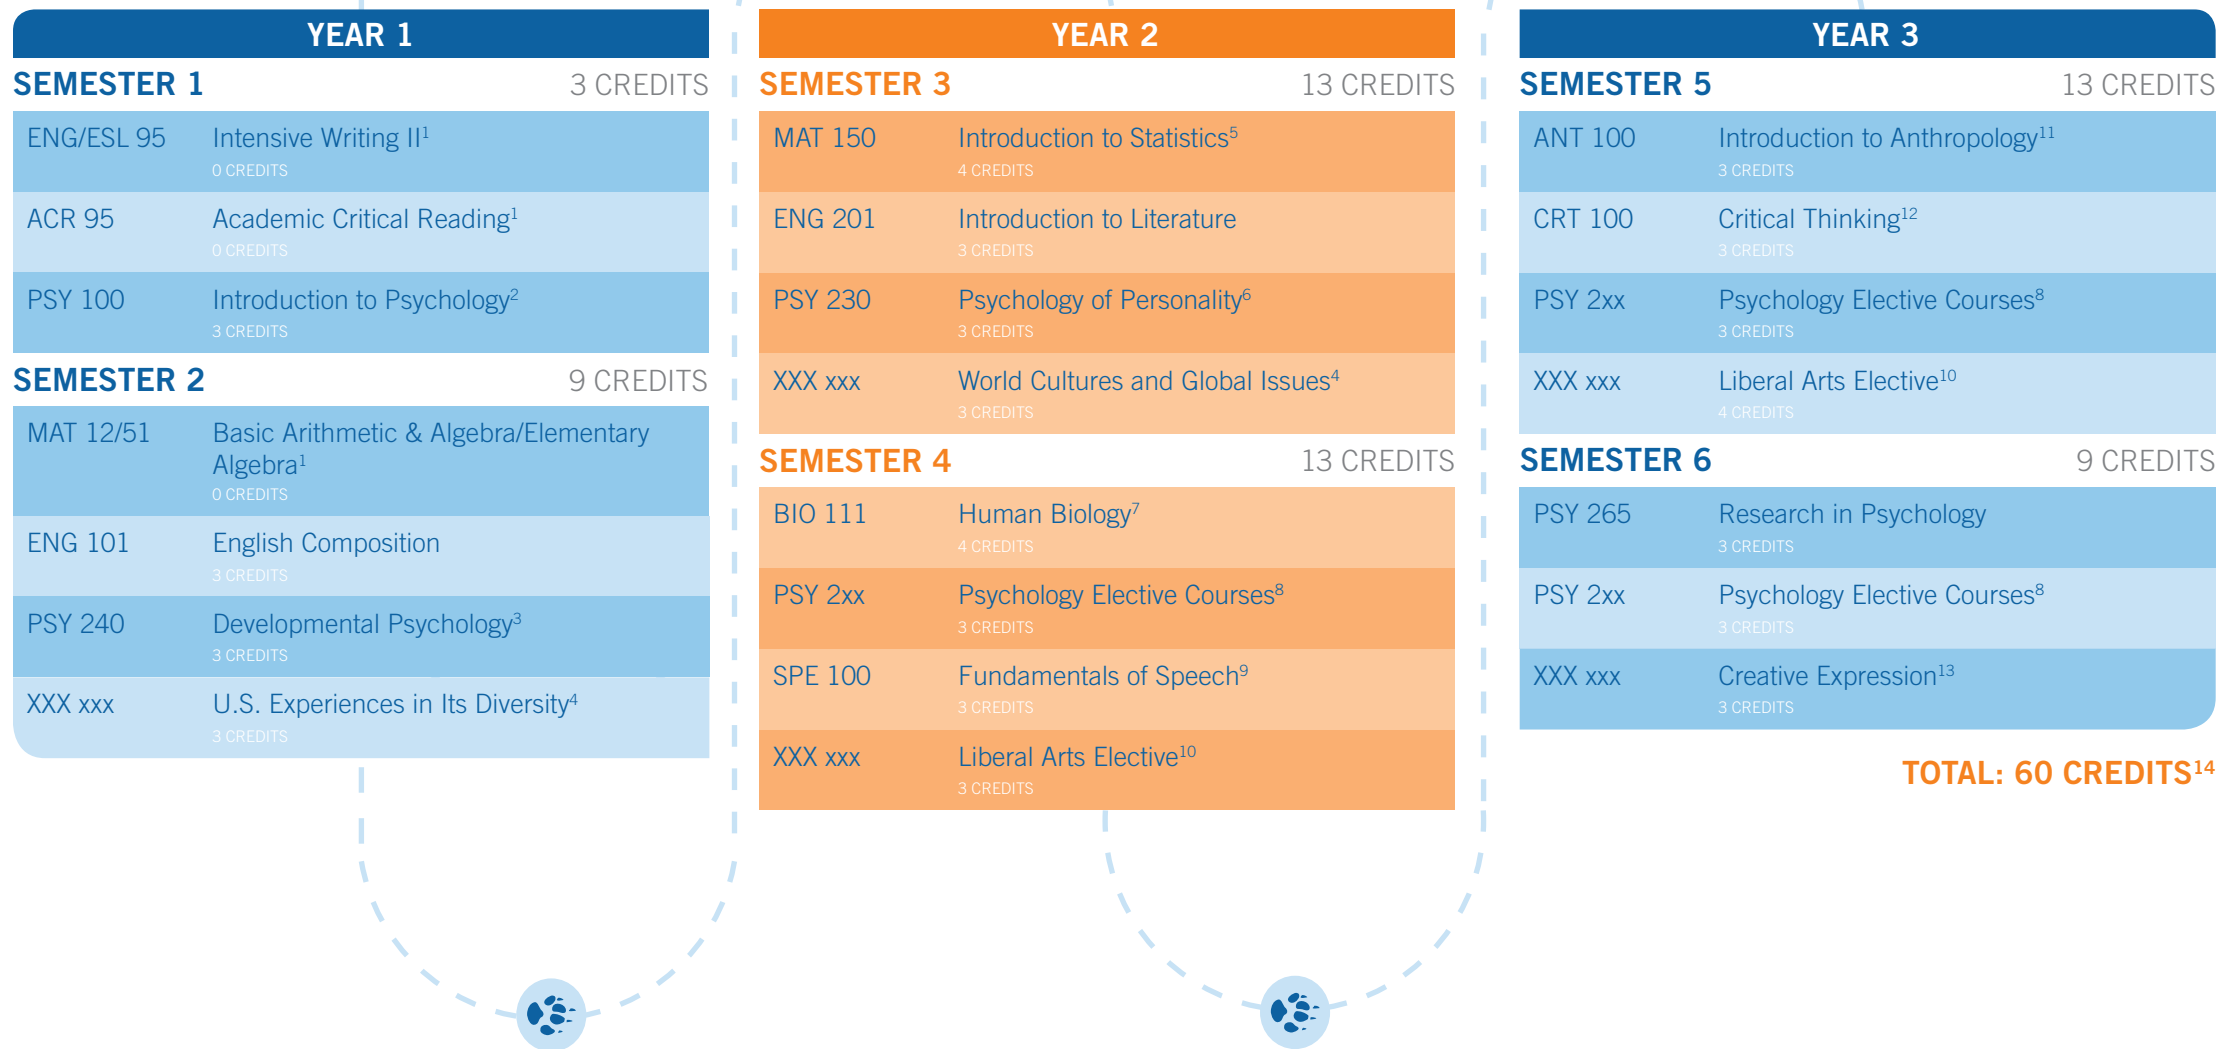 YEAR 1
SEMESTER 1 3 CREDITS
ENG/ESL 95 Intensive Writing II¹
0 CREDITS
ACR 95 Academic Critical Reading¹
0 CREDITS
PSY 100 Introduction to Psychology²
3 CREDITS
SEMESTER 2 9 CREDITS
MAT 12/51 Basic Arithmetic & Algebra/Elementary
Algebra¹
0 CREDITS
ENG 101 English Composition
3 CREDITS
PSY 240 Developmental Psychology³
3 CREDITS
XXX xxx U.S. Experiences in Its Diversity⁴
3 CREDITS
YEAR 2
SEMESTER 3 13 CREDITS
MAT 150 Introduction to Statistics⁵
4 CREDITS
ENG 201 Introduction to Literature
3 CREDITS
PSY 230 Psychology of Personality⁶
3 CREDITS
XXX xxx World Cultures and Global Issues⁴
3 CREDITS
SEMESTER 4 13 CREDITS
BIO 111 Human Biology⁷
4 CREDITS
PSY 2xx Psychology Elective Courses⁸
3 CREDITS
SPE 100 Fundamentals of Speech⁹
3 CREDITS
XXX xxx Liberal Arts Elective¹⁰
3 CREDITS
YEAR 3
SEMESTER 5 13 CREDITS
ANT 100 Introduction to Anthropology¹¹
3 CREDITS
CRT 100 Critical Thinking¹²
3 CREDITS
PSY 2xx Psychology Elective Courses⁸
3 CREDITS
XXX xxx Liberal Arts Elective¹⁰
4 CREDITS
SEMESTER 6 9 CREDITS
PSY 265 Research in Psychology
3 CREDITS
PSY 2xx Psychology Elective Courses⁸
3 CREDITS
XXX xxx Creative Expression¹³
3 CREDITS
TOTAL: 60 CREDITS¹⁴